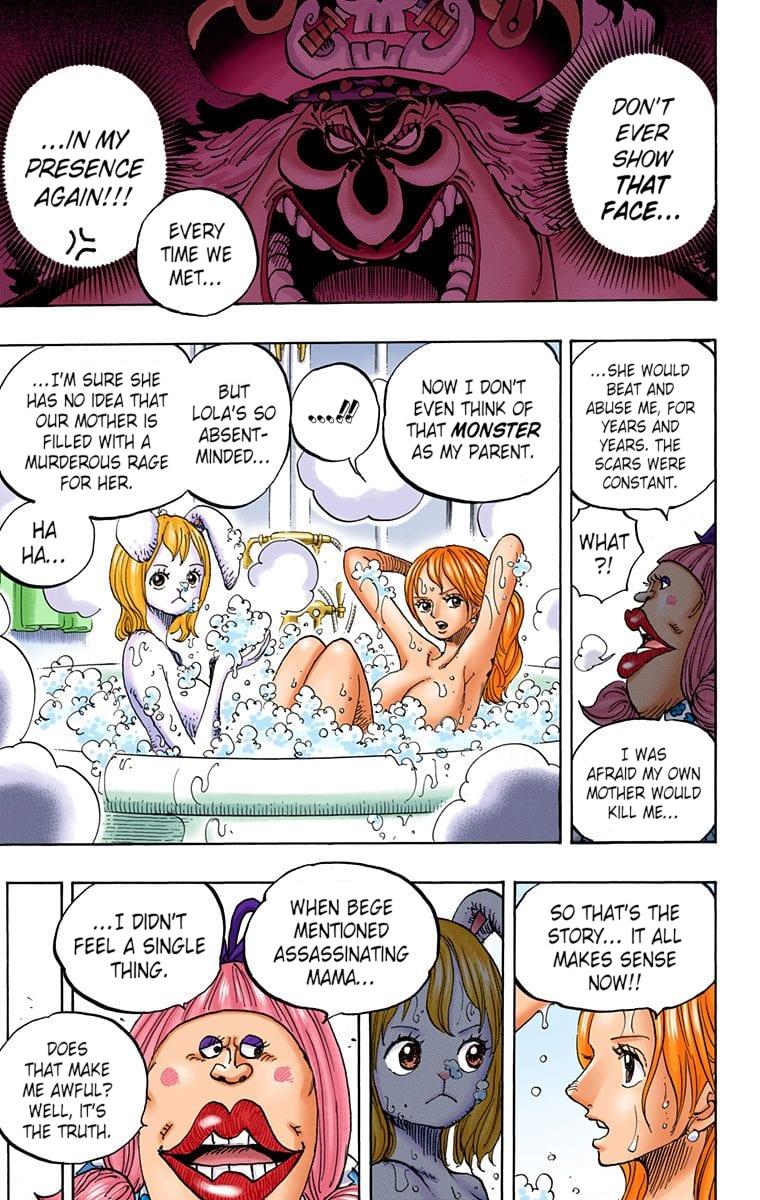 DON'T
EVER
SHOW
THAT
FACE...
...IN MY
PRESENCE
AGAIN!!!
EVERY
TIME WE
MET...
...SHE WOULD
BEAT AND
ABUSE ME, FOR
YEARS AND
YEARS. THE
SCARS WERE
CONSTANT.
WHAT
?!
I WAS
AFRAID MY OWN
MOTHER WOULD
KILL ME...
NOW I DON'T
EVEN THINK OF
THAT MONSTER
AS MY PARENT.
...!!
BUT
LOLA'S SO
ABSENT-
MINDED...
...I'M SURE SHE
HAS NO IDEA THAT
OUR MOTHER IS
FILLED WITH A
MURDEROUS RAGE
FOR HER.
HA
HA...
SO THAT'S THE
STORY... IT ALL
MAKES SENSE
NOW!!
WHEN BEGE
MENTIONED
ASSASSINATING
MAMA...
...I DIDN'T
FEEL A SINGLE
THING.
DOES
THAT MAKE
ME AWFUL?
WELL, IT'S
THE TRUTH.